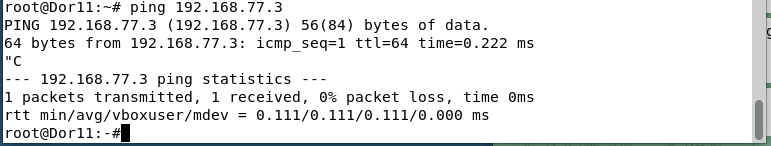 root@Dor11:~# ping 192.168.77.3
PING 192.168.77.3 (192.168.77.3) 56(84) bytes of data.
64 bytes from 192.168.77.3: icmp_seq=1 ttl=64 time=0.222 ms
"C
--- 192.168.77.3 ping statistics ---
1 packets transmitted, 1 received, 0% packet loss, time 0ms
rtt min/avg/vboxuser/mdev = 0.111/0.111/0.111/0.000 ms
root@Dor11:-#